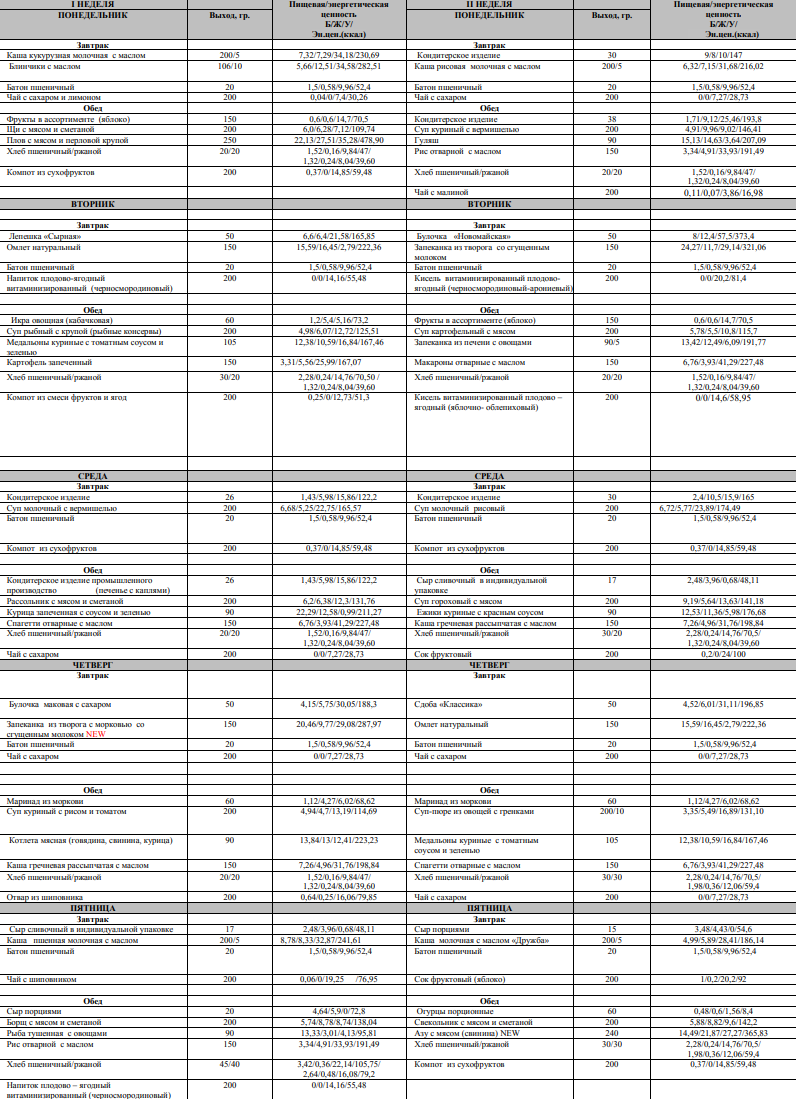 I НЕДЕЛЯ Пищевая/энергетическая II НЕДЕЛЯ Пищевая/энергетическая
ПОНЕДЕЛЬНИК Выход, гр. ценность ПОНЕДЕЛЬНИК Выход, гр. ценность
Б/Ж/У/ Б/Ж/У/
Эн.цен.(ккал) Эн.цен.(ккал)
Завтрак Завтрак
Каша кукурузная молочная с маслом 200/5 7,32/7,29/34,18/230,69 Кондитерское изделие 30 9/8/10/147
Блинчики с маслом 106/10 5,66/12,51/34,58/282,51 Каша рисовая молочная с маслом 200/5 6,32/7,15/31,68/216,02
Батон пшеничный 20 1,5/0,58/9,96/52,4 Батон пшеничный 20 1,5/0,58/9,96/52,4
Чай с сахаром и лимоном 200 0,04/0/7,4/30,26 Чай с сахаром 200 0/0/7,27/28,73
Обед Обед
Фрукты в ассортименте (яблоко) 150 0,6/0,6/14,7/70,5 Кондитерское изделие 38 1,71/9,12/25,46/193,8
Щи с мясом и сметаной 200 6,0/6,28/7,12/109,74 Суп куриный с вермишелью 200 4,91/9,96/9,02/146,41
Плов с мясом и перловой крупой 250 22,13/27,51/35,28/478,90 Гуляш 90 15,13/14,63/3,64/207,09
Хлеб пшеничный/ржаной 20/20 1,52/0,16/9,84/47/ Рис отварной с маслом 150 3,34/4,91/33,93/191,49
1,32/0,24/8,04/39,60
Компот из сухофруктов 200 0,37/0/14,85/59,48 Хлеб пшеничный/ржаной 20/20 1,52/0,16/9,84/47/
1,32/0,24/8,04/39,60
Чай с малиной 200 0,11/0,07/3,86/16,98
ВТОРНИК ВТОРНИК
Завтрак Завтрак
Лепешка «Сырная» 50 6,6/6,4/21,58/165,85 Булочка «Новомайская» 50 8/12,4/57,5/373,4
Омлет натуральный 150 15,59/16,45/2,79/222,36 Запеканка из творога со сгущенным 150 24,27/11,7/29,14/321,06
молоком
Батон пшеничный 20 1,5/0,58/9,96/52,4 Батон пшеничный 20 1,5/0,58/9,96/52,4
Напиток плодово-ягодный 200 0/0/14,16/55,48 Кисель витаминизированный плодово- 200 0/0/20,2/81,4
витаминизированный (черносмородиновый) ягодный (черносмородиновый-арониевый)
Обед Обед
Икра овощная (кабачковая) 60 1,2/5,4/5,16/73,2 Фрукты в ассортименте (яблоко) 150 0,6/0,6/14,7/70,5
Суп рыбный с крупой (рыбные консервы) 200 4,98/6,07/12,72/125,51 Суп картофельный с мясом 200 5,78/5,5/10,8/115,7
Медальоны куриные с томатным соусом и 105 12,38/10,59/16,84/167,46 Запеканка из печени с овощами 90/5 13,42/12,49/6,09/191,77
зеленью
Картофель запеченный 150 3,31/5,56/25,99/167,07 Макароны отварные с маслом 150 6,76/3,93/41,29/227,48
Хлеб пшеничный/ржаной 30/20 2,28/0,24/14,76/70,50 / Хлеб пшеничный/ржаной 20/20 1,52/0,16/9,84/47/
1,32/0,24/8,04/39,60 1,32/0,24/8,04/39,60
Компот из смеси фруктов и ягод 200 0,25/0/12,73/51,3 Кисель витаминизированный плодово – 200 0/0/14,6/58,95
ягодный (яблочно- облепиховый)
СРЕДА СРЕДА
Завтрак Завтрак
Кондитерское изделие 26 1,43/5,98/15,86/122,2 Кондитерское изделие 30 2,4/10,5/15,9/165
Суп молочный с вермишелью 200 6,68/5,25/22,75/165,57 Суп молочный рисовый 200 6,72/5,77/23,89/174,49
Батон пшеничный 20 1,5/0,58/9,96/52,4 Батон пшеничный 20 1,5/0,58/9,96/52,4
Компот из сухофруктов 200 0,37/0/14,85/59,48 Компот из сухофруктов 200 0,37/0/14,85/59,48
Обед Обед
Кондитерское изделие промышленного 26 1,43/5,98/15,86/122,2 Сыр сливочный в индивидуальной 17 2,48/3,96/0,68/48,11
производство (печенье с каплями) упаковке
Рассольник с мясом и сметаной 200 6,2/6,38/12,3/131,76 Суп гороховый с мясом 200 9,19/5,64/13,63/141,18
Курица запеченная с соусом и зеленью 90 22,29/12,58/0,99/211,27 Ежики куриные с красным соусом 90 12,53/11,36/5,98/176,68
Спагетти отварные с маслом 150 6,76/3,93/41,29/227,48 Каша гречневая рассыпчатая с маслом 150 7,26/4,96/31,76/198,84
Хлеб пшеничный/ржаной 20/20 1,52/0,16/9,84/47/ Хлеб пшеничный/ржаной 30/20 2,28/0,24/14,76/70,5/
1,32/0,24/8,04/39,60 1,32/0,24/8,04/39,60
Чай с сахаром 200 0/0/7,27/28,73 Сок фруктовый 200 0,2/0/24/100
ЧЕТВЕРГ ЧЕТВЕРГ
Завтрак Завтрак
Булочка маковая с сахаром 50 4,15/5,75/30,05/188,3 Сдоба «Классика» 50 4,52/6,01/31,11/196,85
Запеканка из творога с морковью со 150 20,46/9,77/29,08/287,97 Омлет натуральный 150 15,59/16,45/2,79/222,36
сгущенным молоком NEW
Батон пшеничный 20 1,5/0,58/9,96/52,4 Батон пшеничный 20 1,5/0,58/9,96/52,4
Чай с сахаром 200 0/0/7,27/28,73 Чай с сахаром 200 0/0/7,27/28,73
Обед Обед
Маринад из моркови 60 1,12/4,27/6,02/68,62 Маринад из моркови 60 1,12/4,27/6,02/68,62
Суп куриный с рисом и томатом 200 4,94/4,7/13,19/114,69 Суп-пюре из овощей с гренками 200/10 3,35/5,49/16,89/131,10
Котлета мясная (говядина, свинина, курица) 90 13,84/13/12,41/223,23 Медальоны куриные с томатным 105 12,38/10,59/16,84/167,46
соусом и зеленью
Каша гречневая рассыпчатая с маслом 150 7,26/4,96/31,76/198,84 Спагетти отварные с маслом 150 6,76/3,93/41,29/227,48
Хлеб пшеничный/ржаной 20/20 1,52/0,16/9,84/47/ Хлеб пшеничный/ржаной 30/30 2,28/0,24/14,76/70,5/
1,32/0,24/8,04/39,60 1,98/0,36/12,06/59,4
Отвар из шиповника 200 0,64/0,25/16,06/79,85 Чай с сахаром 200 0/0/7,27/28,73
ПЯТНИЦА ПЯТНИЦА
Завтрак Завтрак
Сыр сливочный в индивидуальной упаковке 17 2,48/3,96/0,68/48,11 Сыр порциями 15 3,48/4,43/0/54,6
Каша пшенная молочная с маслом 200/5 8,78/8,33/32,87/241,61 Каша молочная с маслом «Дружба» 200/5 4,99/5,89/28,41/186,14
Батон пшеничный 20 1,5/0,58/9,96/52,4 Батон пшеничный 20 1,5/0,58/9,96/52,4
Чай с шиповником 200 0,06/0/19,25 /76,95 Сок фруктовый (яблоко) 200 1/0,2/20,2/92
Обед Обед
Сыр порциями 20 4,64/5,9/0/72,8 Огурцы порционные 60 0,48/0,6/1,56/8,4
Борщ с мясом и сметаной 200 5,74/8,78/8,74/138,04 Свекольник с мясом и сметаной 200 5,88/8,82/9,6/142,2
Рыба тушенная с овощами 90 13,33/3,01/4,13/95,81 Азу с мясом (свинина) NEW 240 14,49/21,87/27,27/365,83
Рис отварной с маслом 150 3,34/4,91/33,93/191,49 Хлеб пшеничный/ржаной 30/30 2,28/0,24/14,76/70,5/
1,98/0,36/12,06/59,4
Хлеб пшеничный/ржаной 45/40 3,42/0,36/22,14/105,75/ Компот из сухофруктов 200 0,37/0/14,85/59,48
2,64/0,48/16,08/79,2
Напиток плодово – ягодный 200 0/0/14,16/55,48
витаминизированный (черносмородиновый)